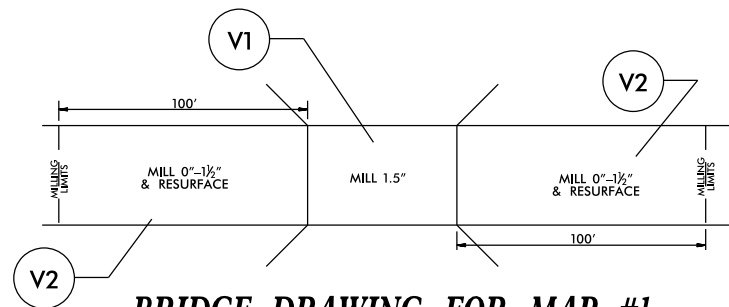 V1
V2
100'
MILLING
LIMITS
MILL 0"-1½"
& RESURFACE
MILL 1.5"
MILL 0"-1½"
& RESURFACE
MILLING
LIMITS
100'
V2
BRIDGE DRAWING FOR MAP #1